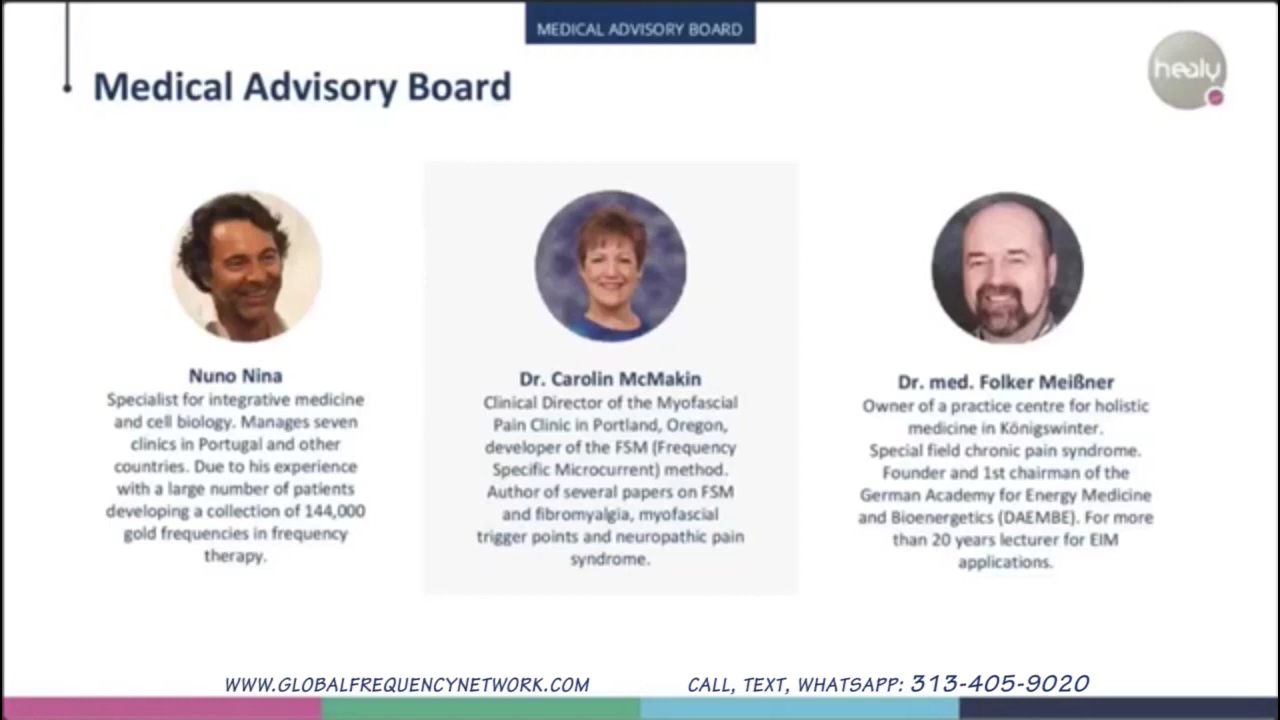 MEDICAL ADVISORY BOARD
Medical Advisory Board
healy
Nuno Nina
Specialist for integrative medicine
and cell biology. Manages seven
clinics in Portugal and other
countries. Due to his experience
with a large number of patients
developing a collection of 144,000
gold frequencies in frequency
therapy.
Dr. Carolin McMakin
Clinical Director of the Myofascial
Pain Clinic in Portland, Oregon,
developer of the FSM (Frequency
Specific Microcurrent) method.
Author of several papers on FSM
and fibromyalgia, myofascial
trigger points and neuropathic pain
syndrome.
Dr. med. Folker Meißner
Owner of a practice centre for holistic
medicine in Königswinter.
Special field chronic pain syndrome.
Founder and 1st chairman of the
German Academy for Energy Medicine
and Bioenergetics (DAEMBE). For more
than 20 years lecturer for EIM
applications.
WWW.GLOBALFREQUENCYNETWORK.COM
CALL, TEXT, WHATSAPP: 313-405-9020